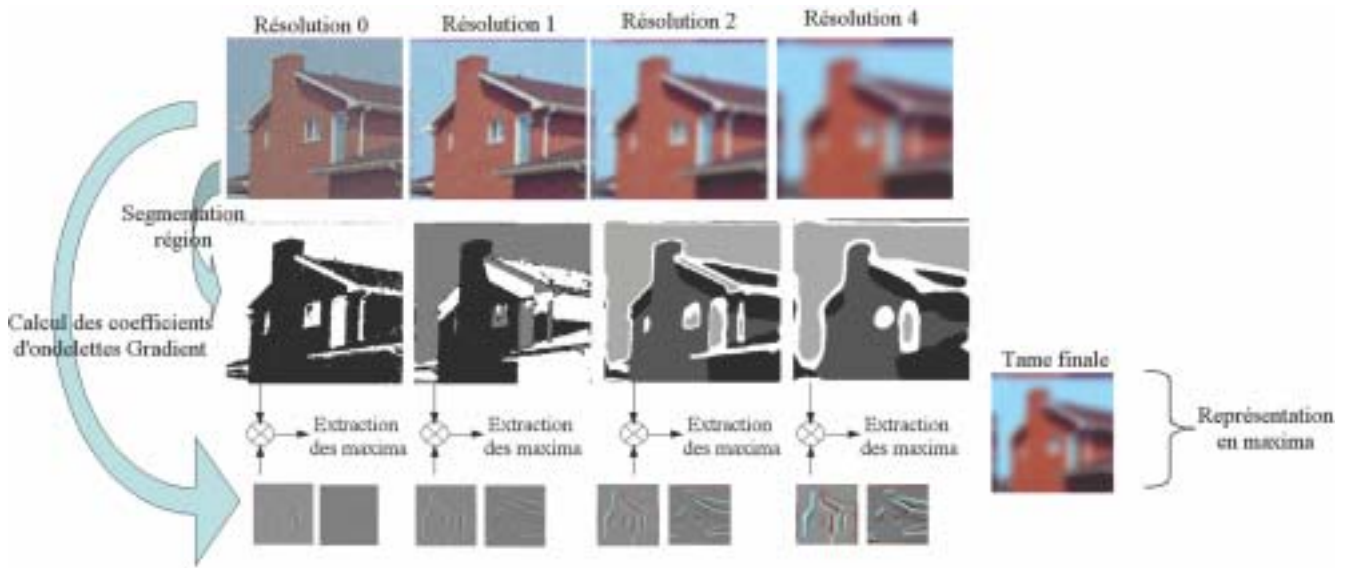 Résolution 0
Résolution 1
Résolution 2
Résolution 4
Segmentation
région
Calcul des coefficients
d'ondelettes Gradient
Tame finale
Extraction
des maxima
Extraction
des maxima
Extraction
des maxima
Extraction
des maxima
Représentation
en maxima